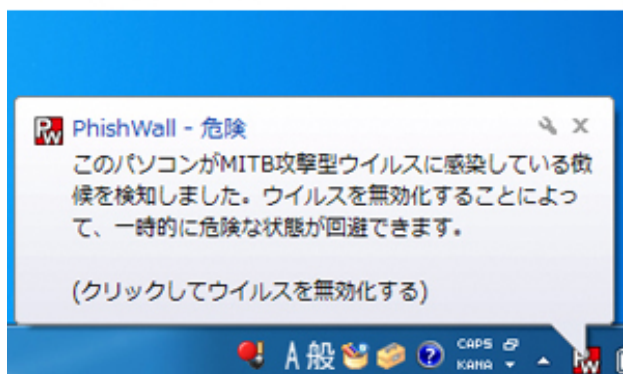 PhishWall - 危険
このパソコンがMITB攻撃型ウイルスに感染している徴
候を検知しました。ウイルスを無効化することによっ
て、一時的に危険な状態が回避できます。
(クリックしてウイルスを無効化する)
A 般 CAPS
KANA
PW